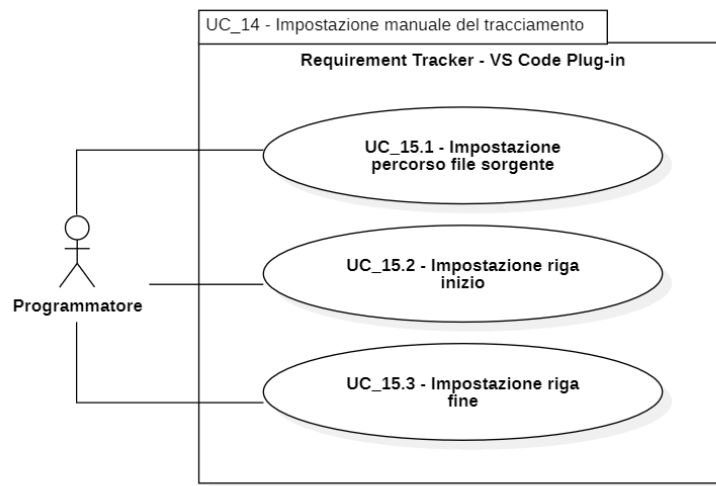 UC_14 - Impostazione manuale del tracciamento
Requirement Tracker - VS Code Plug-in
UC_15.1 - Impostazione
percorso file sorgente
UC_15.2 - Impostazione riga
inizio
Programmatore
UC_15.3 - Impostazione riga
fine